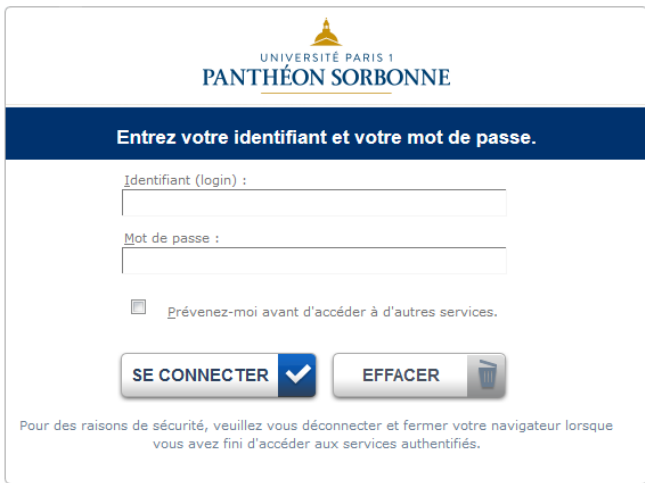 UNIVERSITÉ PARIS 1
PANTHÉON SORBONNE
Entrez votre identifiant et votre mot de passe.
Identifiant (login) :
Mot de passe :
Prévenez-moi avant d'accéder à d'autres services.
SE CONNECTER
EFFACER
Pour des raisons de sécurité, veuillez vous déconnecter et fermer votre navigateur lorsque
vous avez fini d'accéder aux services authentifiés.